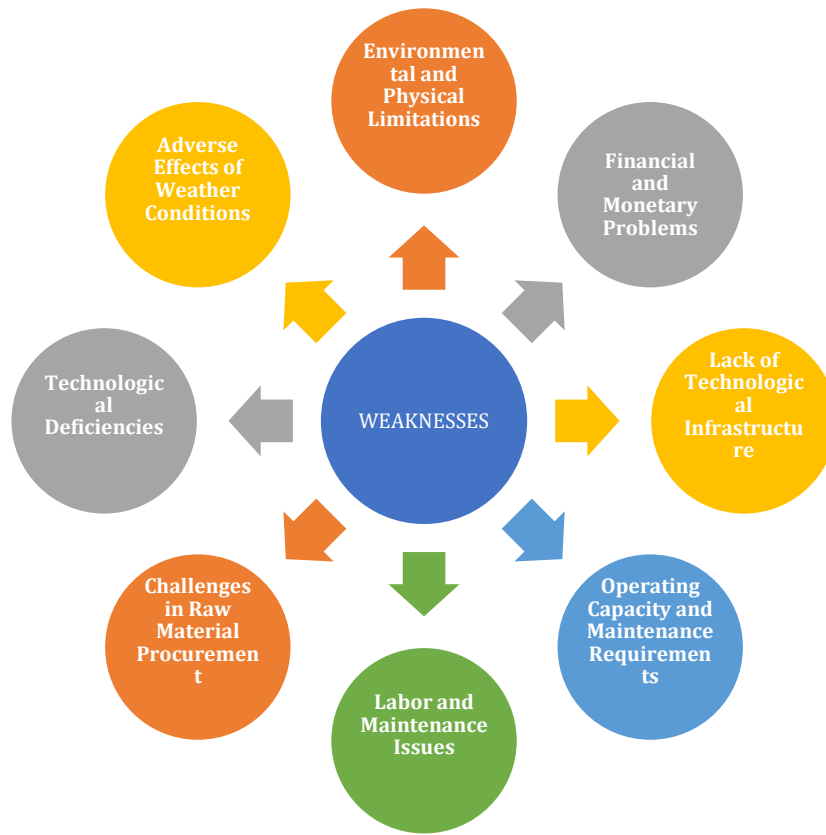 Environmen
tal and
Physical
Limitations
Financial
and
Monetary
Problems
Lack of
Technologic
al
Infrastructu
re
Operating
Capacity and
Maintenance
Requiremen
ts
Labor and
Maintenance
Issues
Challenges
in Raw
Material
Procuremen
t
Technologic
al
Deficiencies
Adverse
Effects of
Weather
Conditions
WEAKNESSES